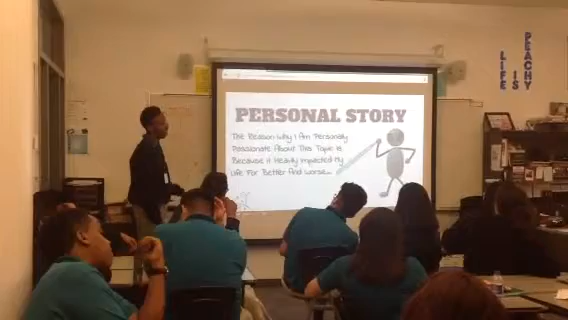 PERSONAL STORY
The Reason why I Am Personally
Passionate About This Topic is
Because it Heavily Impacted My
Life For Better And Worse...
LIFE
IS
PEACHY